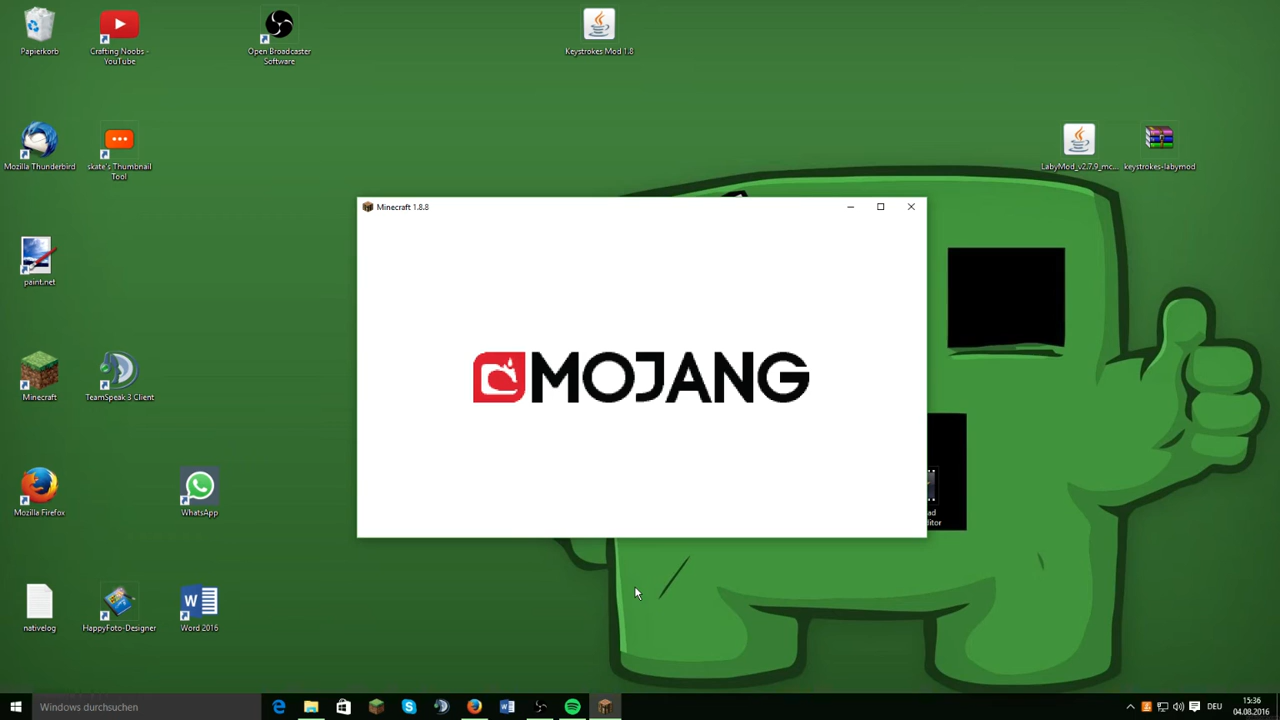 Papierkorb
Crafting Noobs -
YouTube
Open Broadcaster
Software
Keystrokes Mod 1.8
Mozilla Thunderbird
skate's Thumbnail
Tool
LabyMod_v2.7.9_mc...
keystrokes-labymod
Minecraft 1.8.8
paint.net
MOJANG
Minecraft
TeamSpeak 3 Client
Mozilla Firefox
WhatsApp
ad
ditor
nativelog
HappyFoto-Designer
Word 2016
Windows durchsuchen
DEU
15:36
04.08.2016